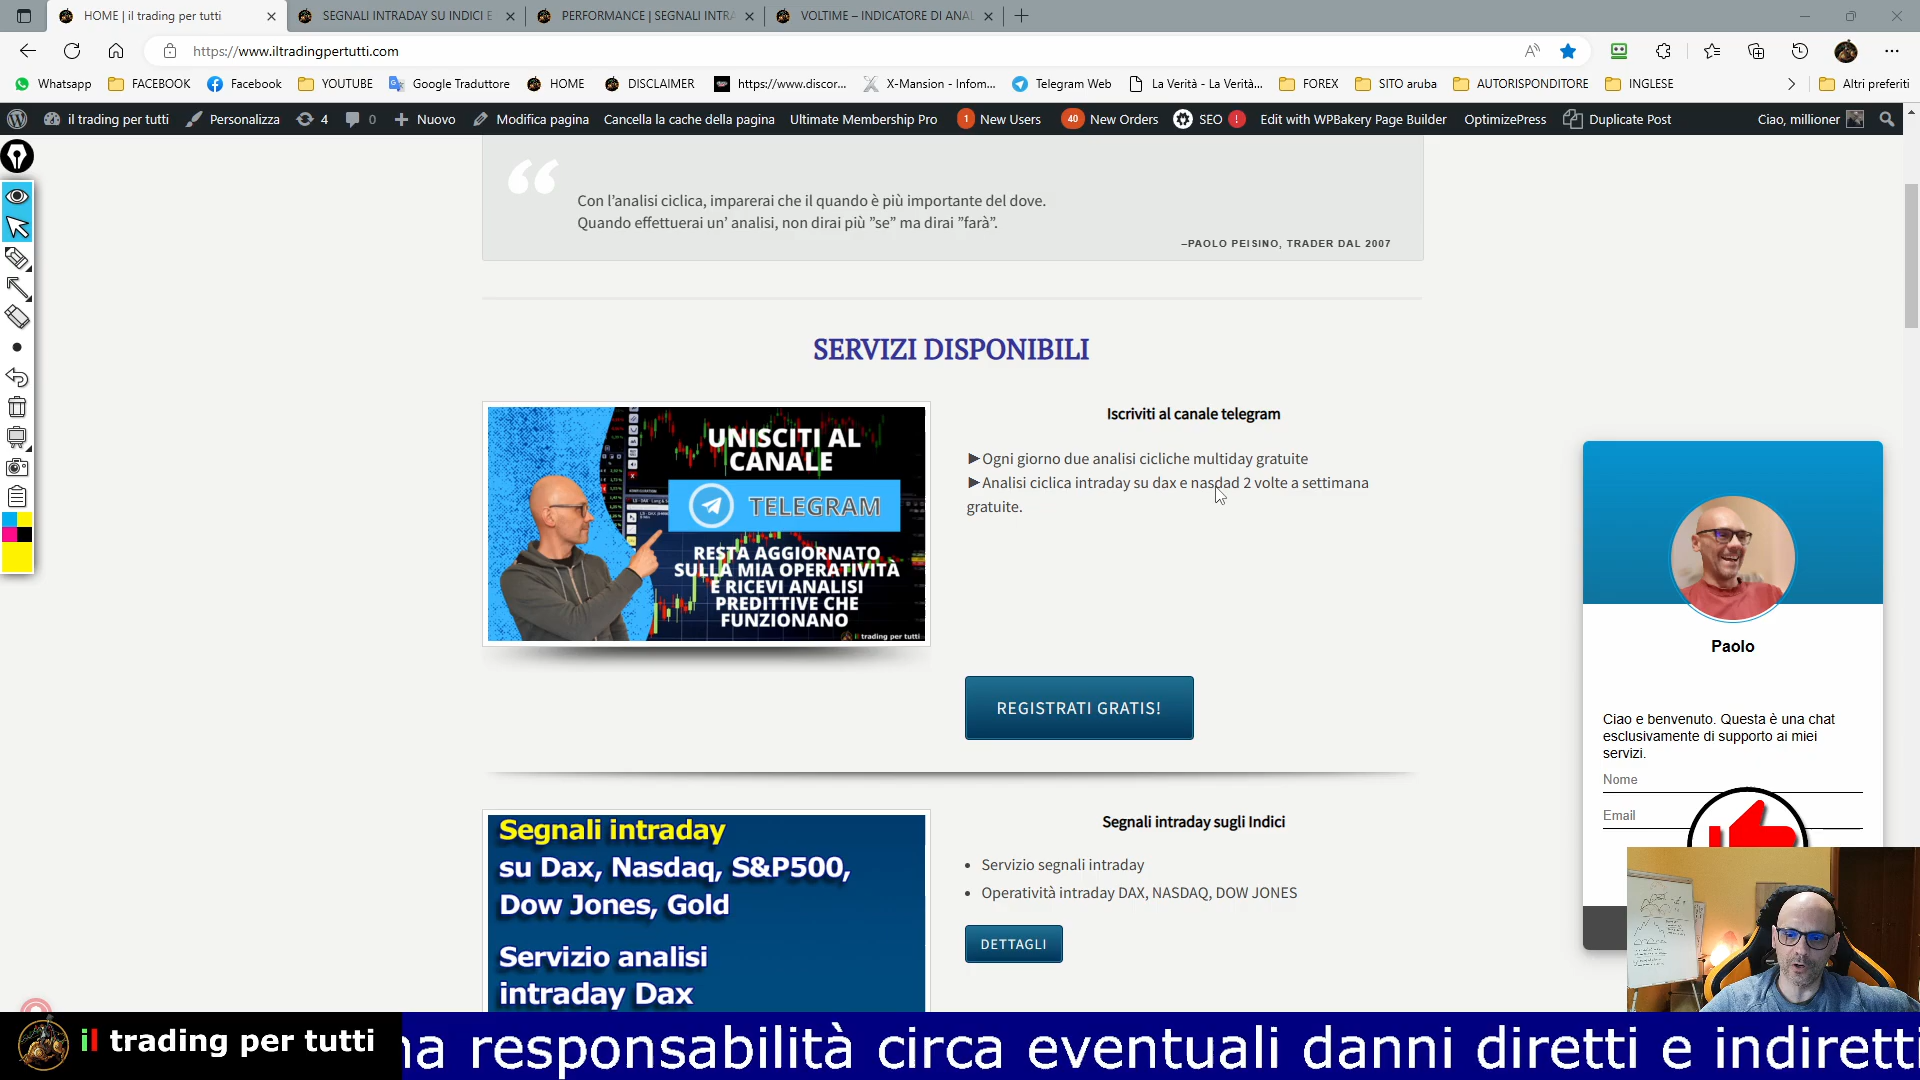 HOME | il trading per tutti
SEGNALI INTRADAY SU INDICI E
PERFORMANCE | SEGNALI INTRA
VOLTIME – INDICATORE DI ANAL
https://www.iltradingpertutti.com
Whatsapp
FACEBOOK
Facebook
YOUTUBE
Google Traduttore
HOME
DISCLAIMER
https://www.discor...
X-Mansion - Infom...
Telegram Web
La Verità - La Verità...
FOREX
SITO aruba
AUTORISPONDITORE
INGLESE
Altri preferiti
il trading per tutti
Personalizza
4
0
Nuovo
Modifica pagina
Cancella la cache della pagina
Ultimate Membership Pro
1 New Users
40 New Orders
SEO !
Edit with WPBakery Page Builder
OptimizePress
Duplicate Post
Ciao, millioner
Con l'analisi ciclica, imparerai che il quando è più importante del dove.
Quando effettuerai un' analisi, non dirai più "se" ma dirai "farà".
–PAOLO PEISINO, TRADER DAL 2007
SERVIZI DISPONIBILI
UNISCITI AL
CANALE
TELEGRAM
RESTA AGGIORNATO
SULLA MIA OPERATIVITÀ
E RICEVI ANALISI
PREDITTIVE CHE
FUNZIONANO
il trading per tutti
Iscriviti al canale telegram
►Ogni giorno due analisi cicliche multiday gratuite
►Analisi ciclica intraday su dax e nasdad 2 volte a settimana
gratuite.
REGISTRATI GRATIS!
Segnali intraday
su Dax, Nasdaq, S&P500,
Dow Jones, Gold
Servizio analisi
intraday Dax
Segnali intraday sugli Indici
• Servizio segnali intraday
• Operatività intraday DAX, NASDAQ, DOW JONES
DETTAGLI
Paolo
Ciao e benvenuto. Questa è una chat
esclusivamente di supporto ai miei
servizi.
Nome
Email
il trading per tutti
na responsabilità circa eventuali danni diretti e indiretti